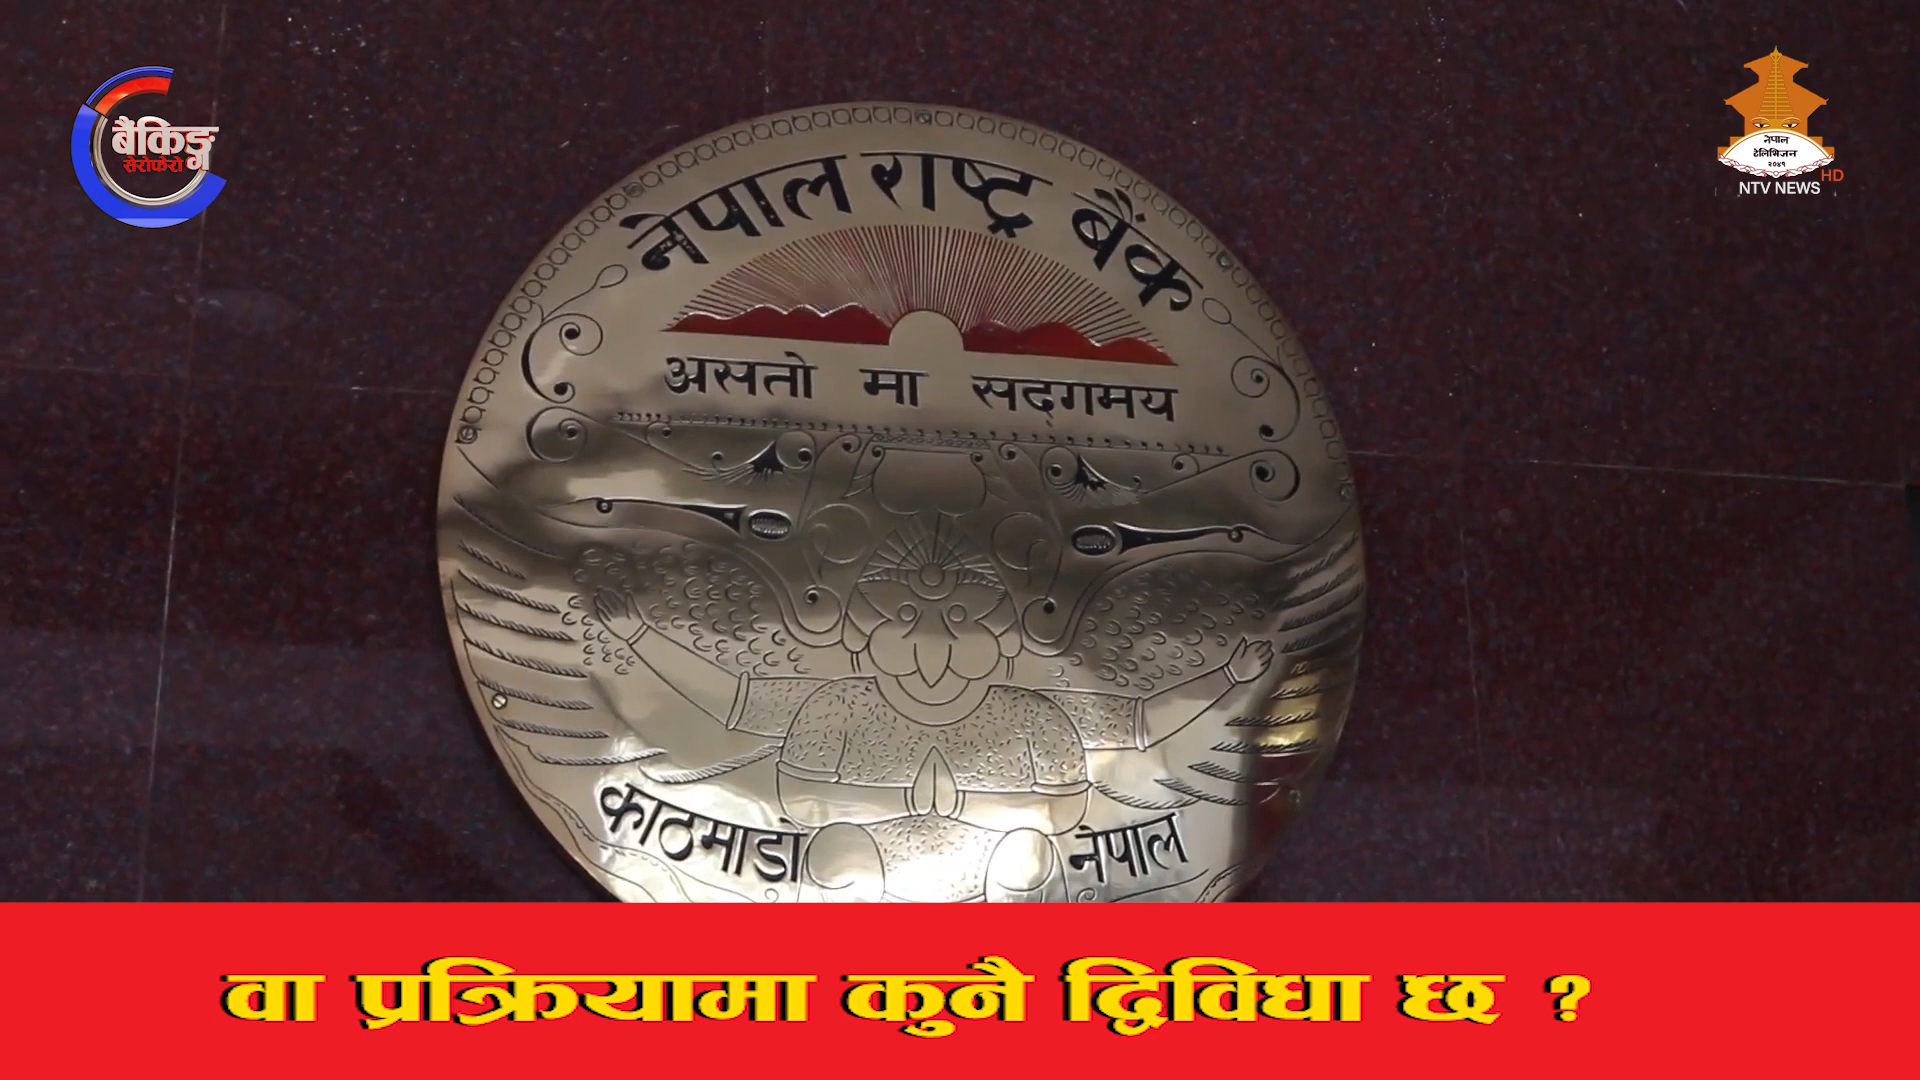 बैंकिङ्ग
सेरोफेरो
नेपाल
टेलिभिजन
२०४१
HD
NTV NEWS
नेपाल राष्ट्र बैंक
असतो मा सद्गमय
काठमाडौं
नेपाल
वा प्रक्रियामा कुनै द्विविधा छ ?